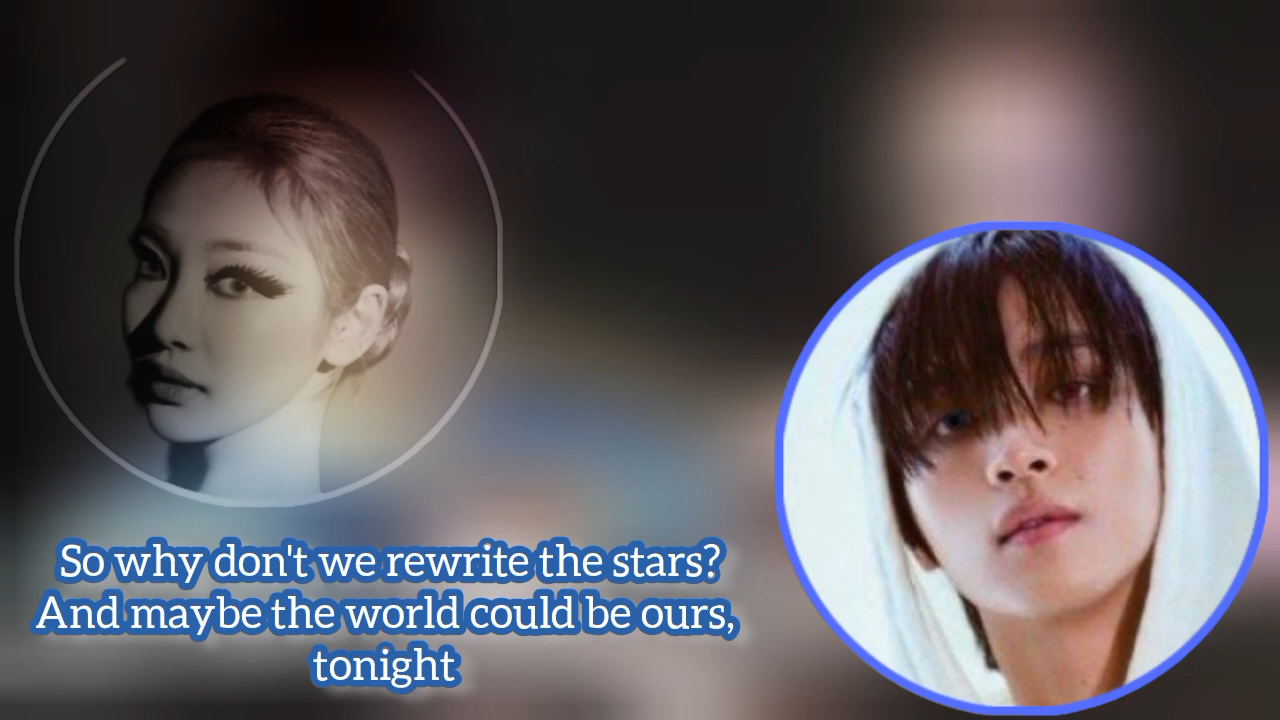 So why don't we rewrite the stars?
And maybe the world could be ours,
tonight